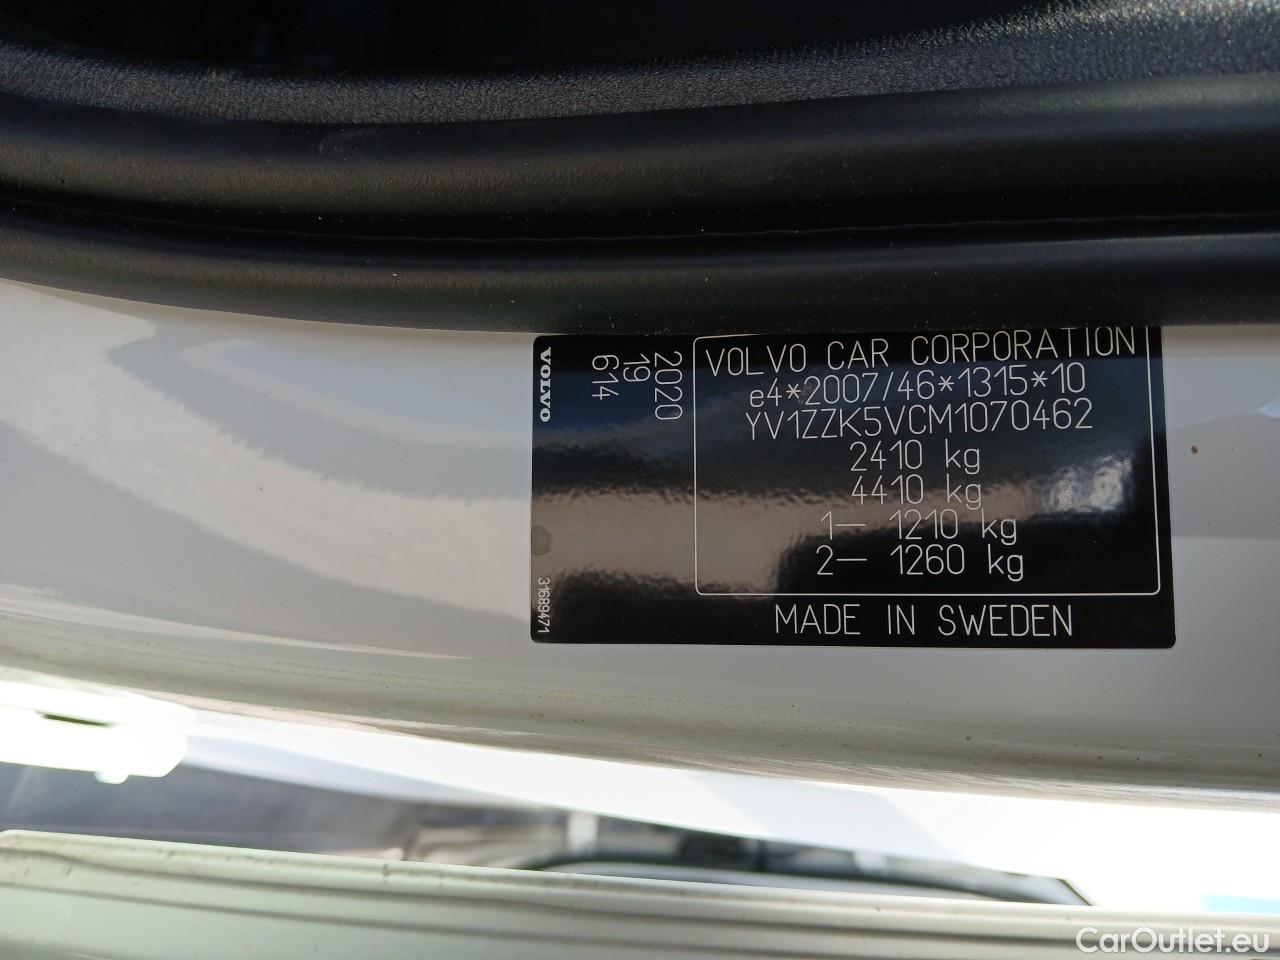 VOLVO
2020
19
614
31689471
VOLVO CAR CORPORATION
e4*2007/46*1315*10
YV1ZZK5VCM1070462
2410 kg
4410 kg
1– 1210 kg
2– 1260 kg
MADE IN SWEDEN
CarOutlet.eu